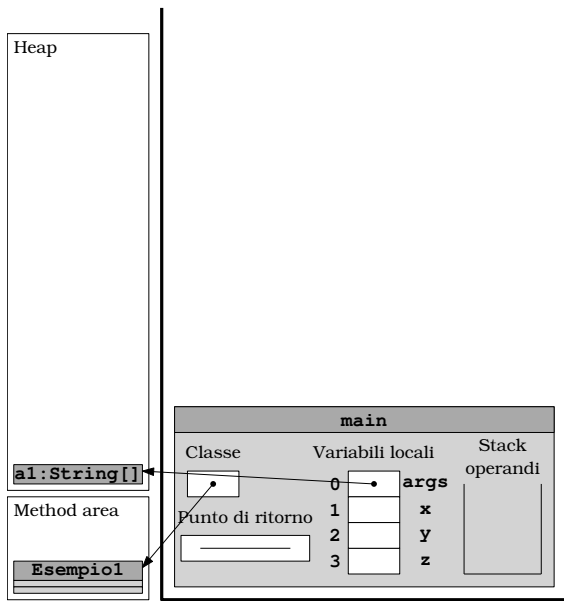 Heap
a1:String[]
Method area
Esempio1
main
Classe
Variabili locali
Stack
operandi
0 args
1 x
2 y
3 z
Punto di ritorno